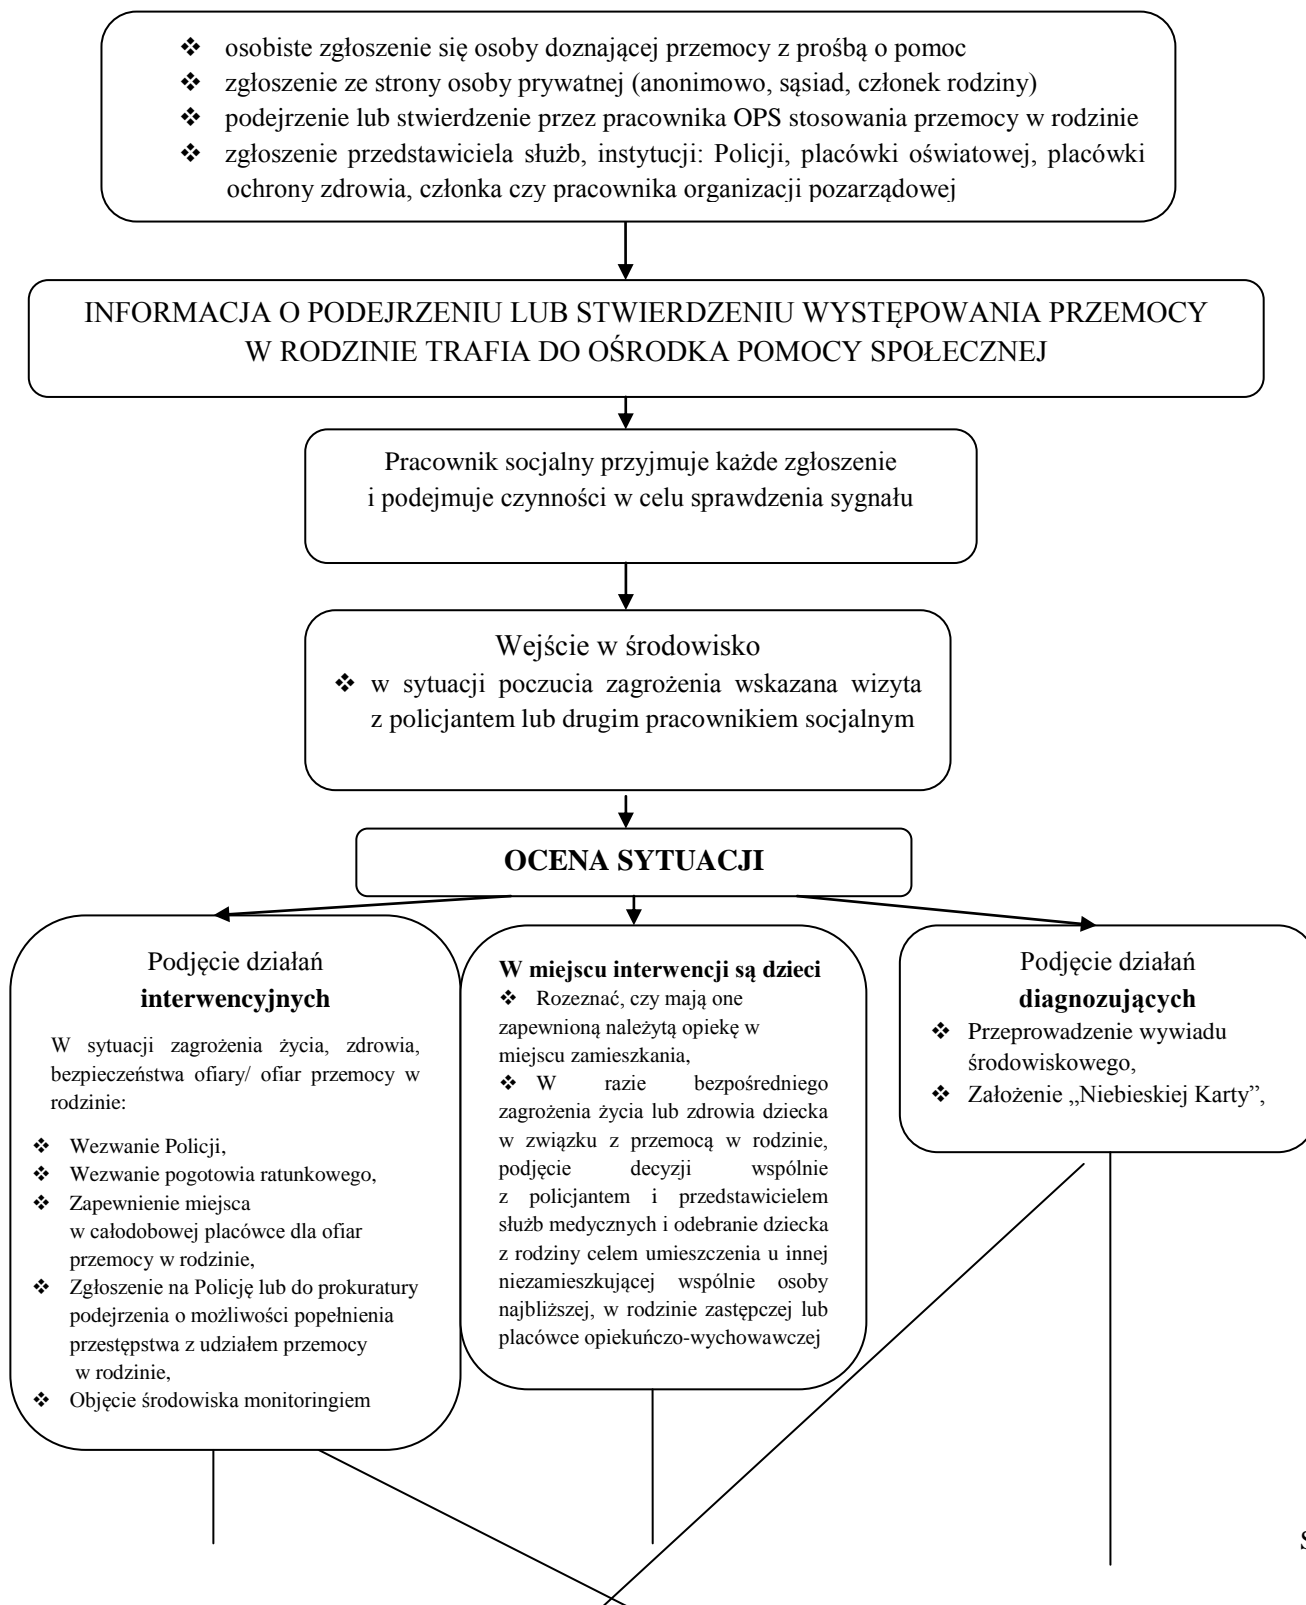 ❖ osobiste zgłoszenie się osoby doznającej przemocy z prośbą o pomoc
❖ zgłoszenie ze strony osoby prywatnej (anonimowo, sąsiad, członek rodziny)
❖ podejrzenie lub stwierdzenie przez pracownika OPS stosowania przemocy w rodzinie
❖ zgłoszenie przedstawiciela służb, instytucji: Policji, placówki oświatowej, placówki
ochrony zdrowia, członka czy pracownika organizacji pozarządowej
INFORMACJA O PODEJRZENIU LUB STWIERDZENIU WYSTĘPOWANIA PRZEMOCY
W RODZINIE TRAFIA DO OŚRODKA POMOCY SPOŁECZNEJ
Pracownik socjalny przyjmuje każde zgłoszenie
i podejmuje czynności w celu sprawdzenia sygnału
Wejście w środowisko
❖ w sytuacji poczucia zagrożenia wskazana wizyta
z policjantem lub drugim pracownikiem socjalnym
OCENA SYTUACJI
Podjęcie działań
interwencyjnych
W sytuacji zagrożenia życia, zdrowia,
bezpieczeństwa ofiary/ ofiar przemocy w
rodzinie:
❖ Wezwanie Policji,
❖ Wezwanie pogotowia ratunkowego,
❖ Zapewnienie miejsca
w całodobowej placówce dla ofiar
przemocy w rodzinie,
❖ Zgłoszenie na Policję lub do prokuratury
podejrzenia o możliwości popełnienia
przestępstwa z udziałem przemocy
w rodzinie,
❖ Objęcie środowiska monitoringiem
W miejscu interwencji są dzieci
❖ Rozeznać, czy mają one
zapewnioną należytą opiekę w
miejscu zamieszkania,
❖ W razie bezpośredniego
zagrożenia życia lub zdrowia dziecka
w związku z przemocą w rodzinie,
podjęcie decyzji wspólnie
z policjantem i przedstawicielem
służb medycznych i odebranie dziecka
z rodziny celem umieszczenia u innej
niezamieszkującej wspólnie osoby
najbliższej, w rodzinie zastępczej lub
placówce opiekuńczo-wychowawczej
Podjęcie działań
diagnozujących
❖ Przeprowadzenie wywiadu
środowiskowego,
❖ Założenie „Niebieskiej Karty”,